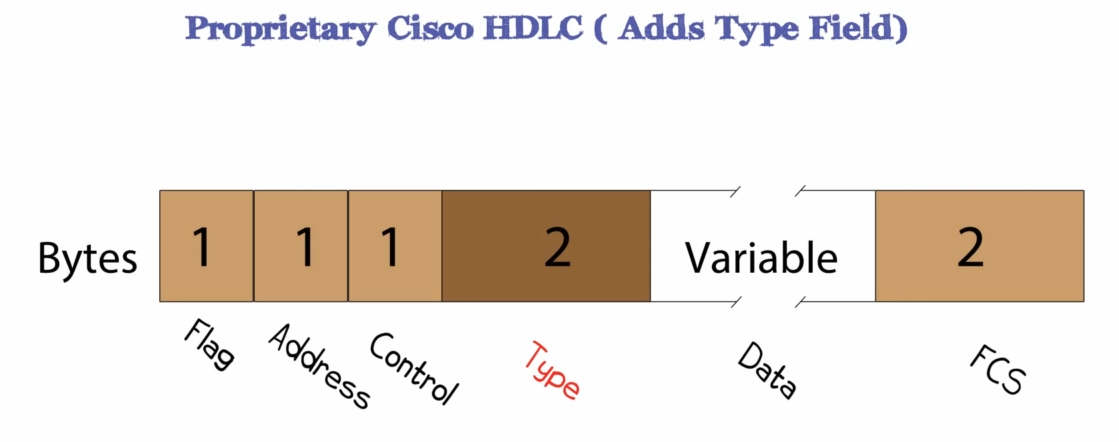 Proprietary Cisco HDLC ( Adds Type Field)
Bytes 1 1 1 2 Variable 2
Flag Address Control Type Data FCS